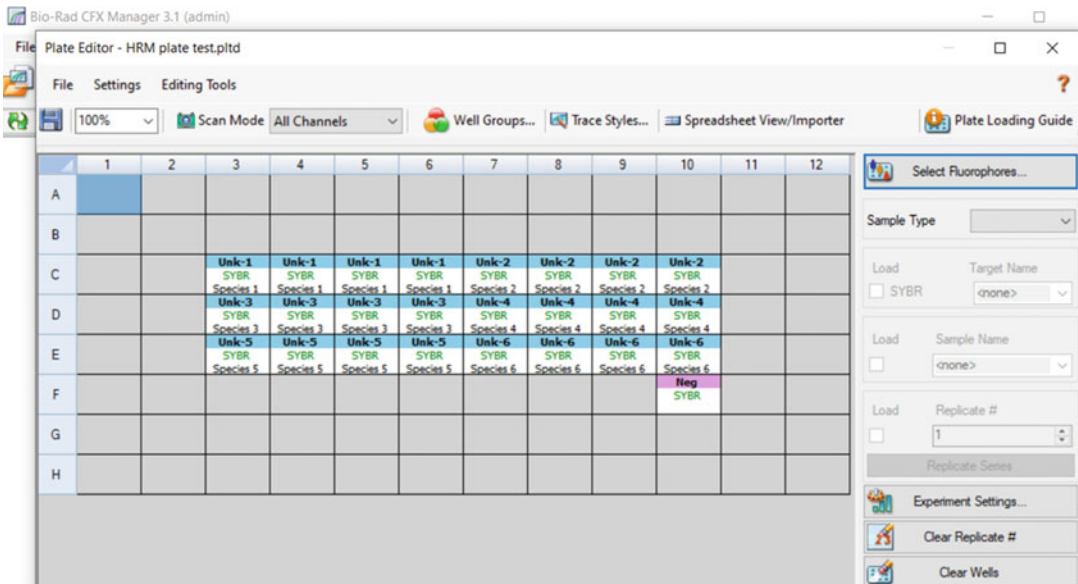 Bio-Rad CFX Manager 3.1 (admin)
File
Plate Editor - HRM plate test.pltd
File Settings Editing Tools ?
100% Scan Mode All Channels Well Groups... Trace Styles... Spreadsheet View/Importer Plate Loading Guide
1 2 3 4 5 6 7 8 9 10 11 12
Select Fluorophores...
A
Sample Type
B
Unk-1 Unk-1 Unk-1 Unk-1 Unk-2 Unk-2 Unk-2 Unk-2
C SYBR SYBR SYBR SYBR SYBR SYBR SYBR SYBR
Species 1 Species 1 Species 1 Species 1 Species 2 Species 2 Species 2 Species 2
Load Target Name
SYBR <none>
Unk-3 Unk-3 Unk-3 Unk-3 Unk-4 Unk-4 Unk-4 Unk-4
D SYBR SYBR SYBR SYBR SYBR SYBR SYBR SYBR
Species 3 Species 3 Species 3 Species 3 Species 4 Species 4 Species 4 Species 4
Unk-5 Unk-5 Unk-5 Unk-5 Unk-6 Unk-6 Unk-6 Unk-6
E SYBR SYBR SYBR SYBR SYBR SYBR SYBR SYBR
Species 5 Species 5 Species 5 Species 5 Species 6 Species 6 Species 6 Species 6
Load Sample Name
<none>
Neg
F SYBR
Load Replicate #
1
G
H
Replicate Series
Experiment Settings...
Clear Replicate #
Clear Wells